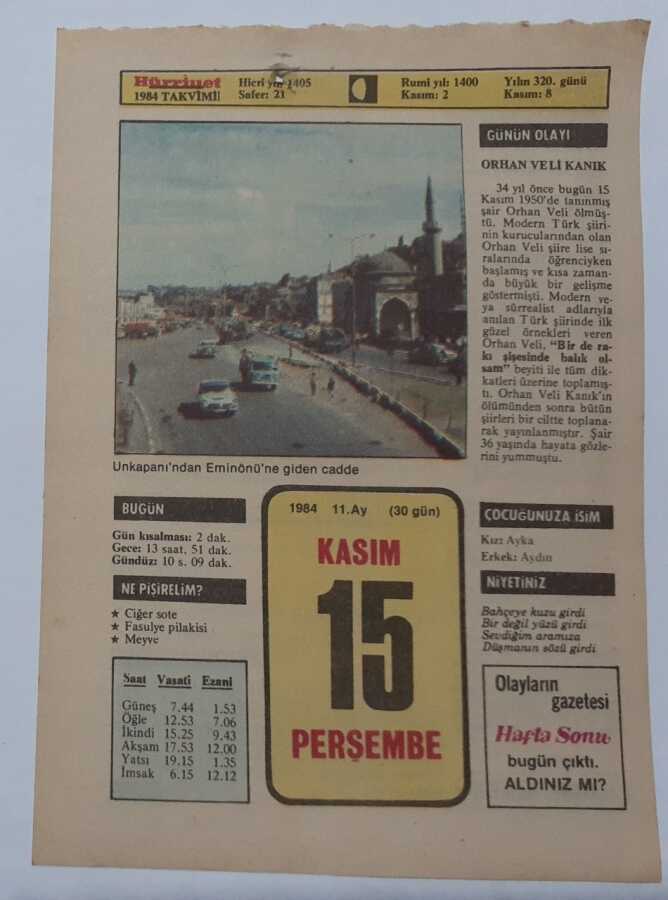 Hürriyet
1984 TAKVİMİ
Hicri yıl 1405
Safer: 21
Rumi yıl: 1400
Kasım: 2
Yılın 320. günü
Kasım: 8
GÜNÜN OLAYI
ORHAN VELİ KANIK
34 yıl önce bugün 15
Kasım 1950'de tanınmış
şair Orhan Veli ölmüş-
tü. Modern Türk şiiri-
nin kurucularından olan
Orhan Veli şiire lise sı-
ralarında öğrenciyken
başlamış ve kısa zaman-
da büyük bir gelişme
göstermişti. Modern ve-
ya sürrealist adlarıyla
anılan Türk şiirinde ilk
güzel örnekleri veren
Orhan Veli, "Bir de ra-
kı şişesinde balık ol-
sam" beyiti ile tüm dik-
katleri üzerine toplamış-
tı. Orhan Veli Kanık'ın
ölümünden sonra bütün
şiirleri bir ciltte toplana-
rak yayınlanmıştır. Şair
36 yaşında hayata gözle-
rini yummuştu.
Unkapanı'ndan Eminönü'ne giden cadde
BUGÜN
Gün kısalması: 2 dak.
Gece: 13 saat, 51 dak.
Gündüz: 10 s. 09 dak.
NE PİŞİRELİM?
★ Ciğer sote
★ Fasulye pilakisi
★ Meyve
Saat Vasati Ezani
Güneş 7.44 1.53
Öğle 12.53 7.06
İkindi 15.25 9.43
Akşam 17.53 12.00
Yatsı 19.15 1.35
İmsak 6.15 12.12
1984 11.Ay (30 gün)
KASIM
15
PERŞEMBE
ÇOCUĞUNUZA İSİM
Kız: Ayka
Erkek: Aydın
NİYETİNİZ
Bahçeye kuzu girdi
Bir değil yüzü girdi
Sevdiğim aramıza
Düşmanın sözü girdi
Olayların
gazetesi
Hafta Sonu
bugün çıktı.
ALDINIZ MI?